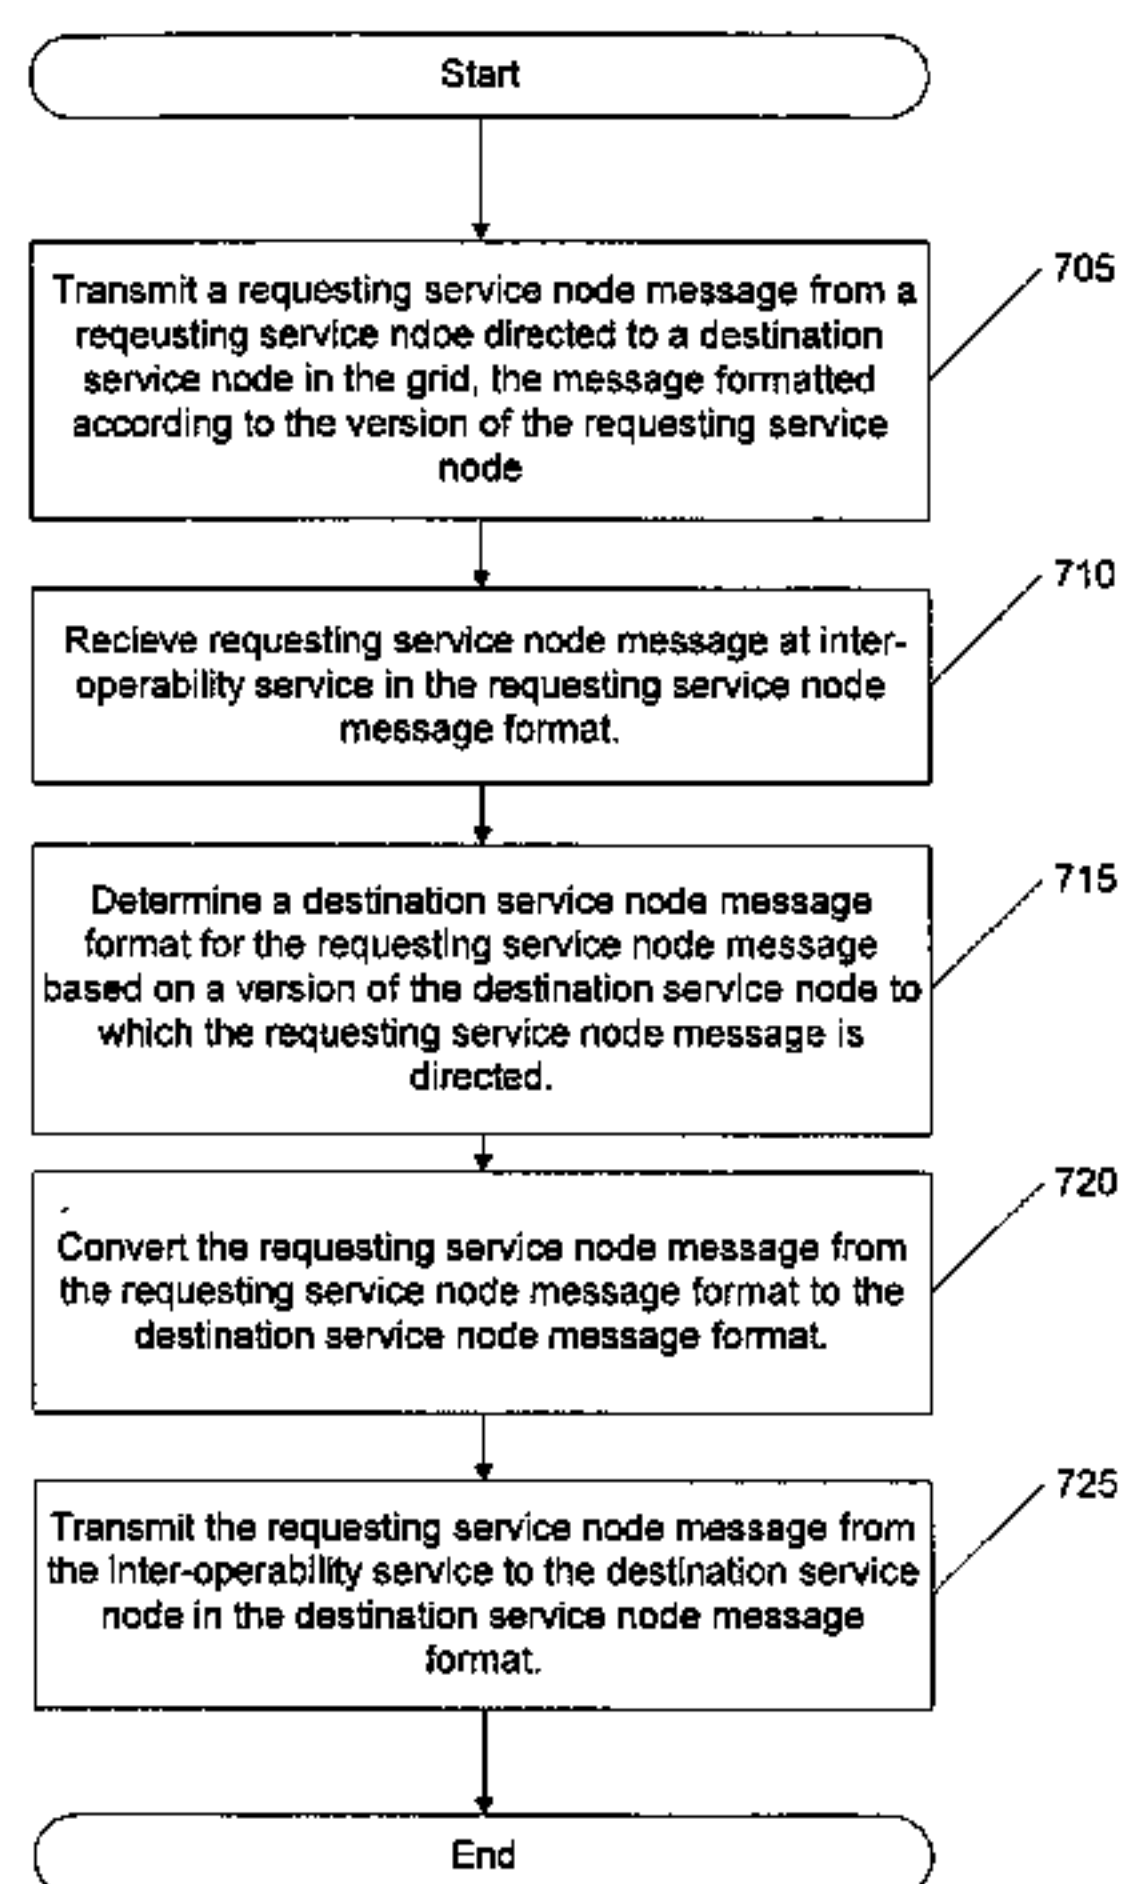 Start
Transmit a requesting service node message from a
reqeusting service ndoe directed to a destination
service node in the grid, the message formatted
according to the version of the requesting service
node
705
Recieve requesting service node message at inter-
operability service in the requesting service node
message format.
710
Determine a destination service node message
format for the requesting service node message
based on a version of the destination service node to
which the requesting service node message is
directed.
715
Convert the requesting service node message from
the requesting service node message format to the
destination service node message format.
720
Transmit the requesting service node message from
the inter-operability service to the destination service
node in the destination service node message
format.
725
End